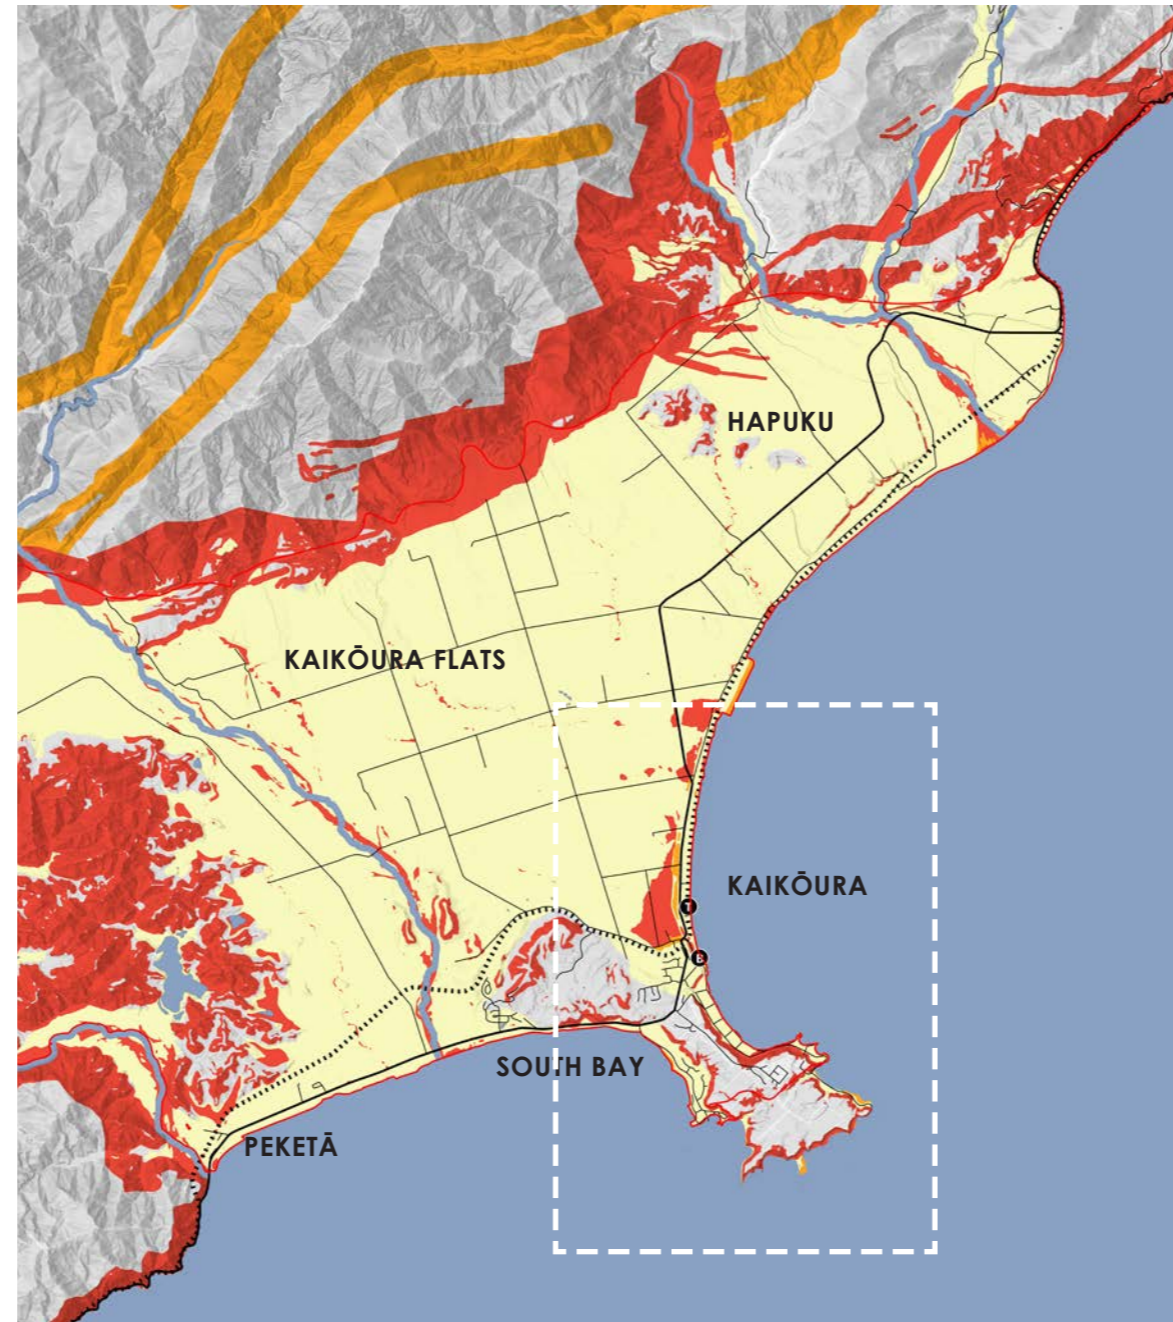 HAPUKU
KAIKŌURA FLATS
KAIKŌURA
T
B
SOUTH BAY
PEKETĀ